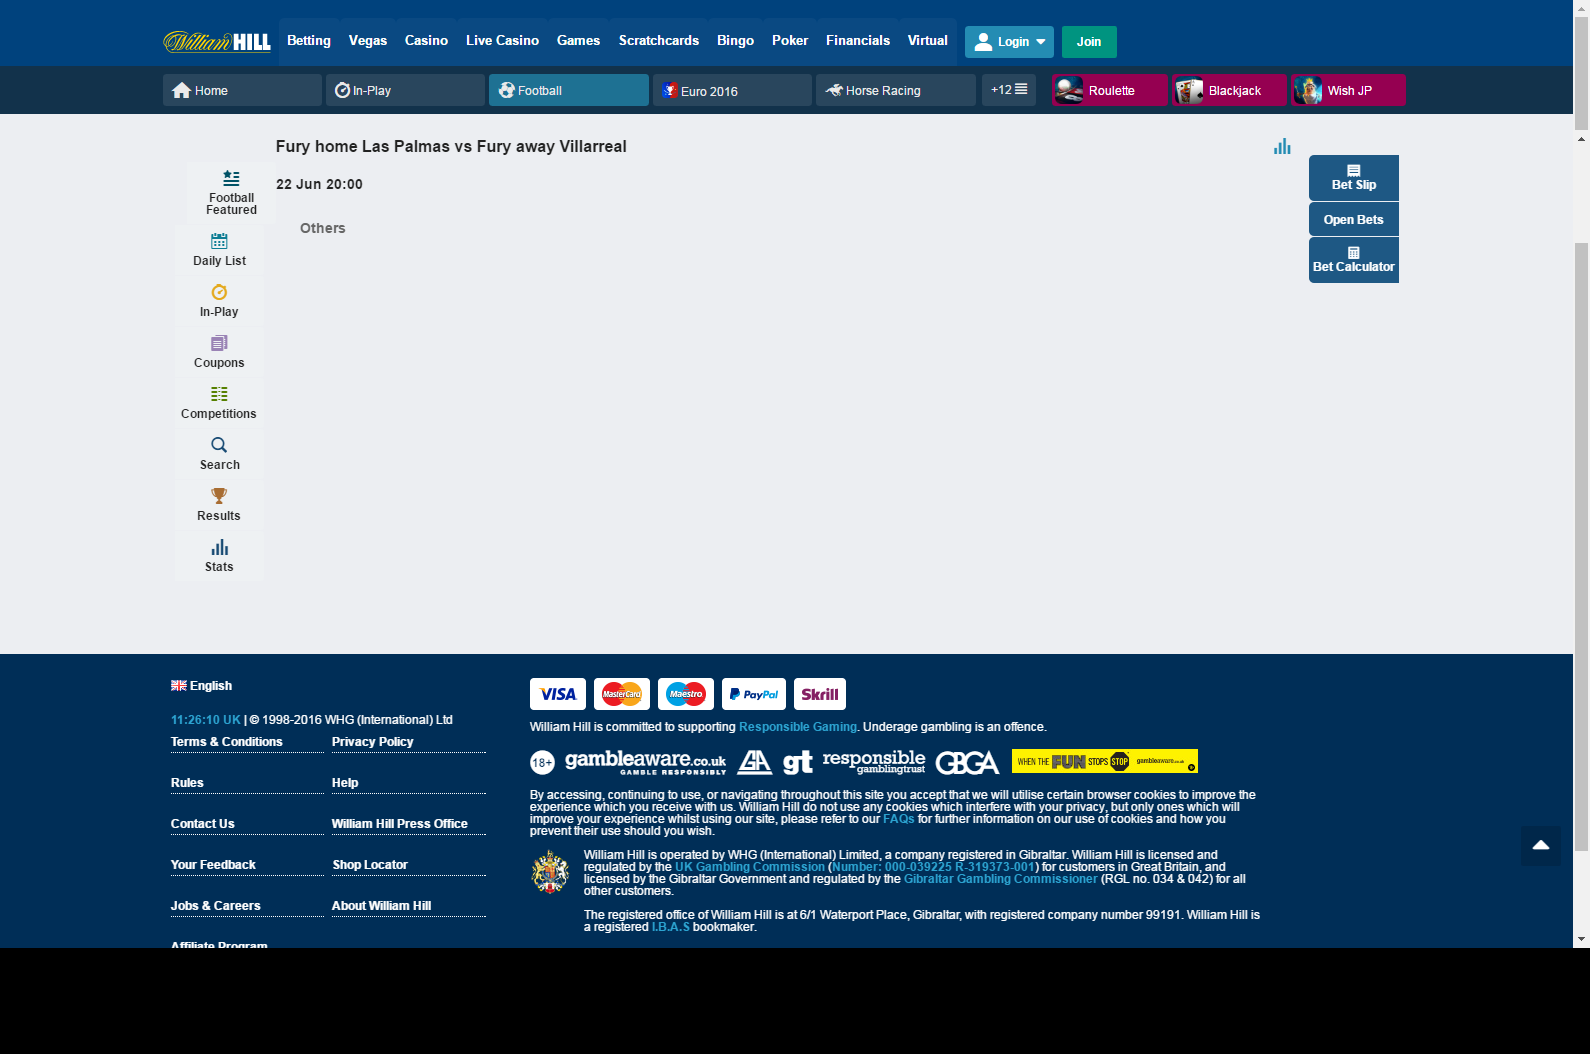 William HILL
Betting Vegas Casino Live Casino Games Scratchcards Bingo Poker Financials Virtual Login Join
Home In-Play Football Euro 2016 Horse Racing +12 Roulette Blackjack Wish JP
Fury home Las Palmas vs Fury away Villarreal
22 Jun 20:00
Others
Football
Featured
Daily List
In-Play
Coupons
Competitions
Search
Results
Stats
Bet Slip
Open Bets
Bet Calculator
English
11:26:10 UK | © 1998-2016 WHG (International) Ltd
Terms & Conditions Privacy Policy
Rules Help
Contact Us William Hill Press Office
Your Feedback Shop Locator
Jobs & Careers About William Hill
Affiliate Program
VISA MasterCard Maestro PayPal Skrill
William Hill is committed to supporting Responsible Gaming. Underage gambling is an offence.
18+ gambleaware.co.uk GAMBLE RESPONSIBLY GA gt responsible gamblingtrust GBGA WHEN THE FUN STOPS STOP gambleaware.co.uk
By accessing, continuing to use, or navigating throughout this site you accept that we will utilise certain browser cookies to improve the
experience which you receive with us. William Hill do not use any cookies which interfere with your privacy, but only ones which will
improve your experience whilst using our site, please refer to our FAQs for further information on our use of cookies and how you
prevent their use should you wish.
William Hill is operated by WHG (International) Limited, a company registered in Gibraltar. William Hill is licensed and
regulated by the UK Gambling Commission (Number: 000-039225 R-319373-001) for customers in Great Britain, and
licensed by the Gibraltar Government and regulated by the Gibraltar Gambling Commissioner (RGL no. 034 & 042) for all
other customers.
The registered office of William Hill is at 6/1 Waterport Place, Gibraltar, with registered company number 99191. William Hill is
a registered I.B.A.S bookmaker.